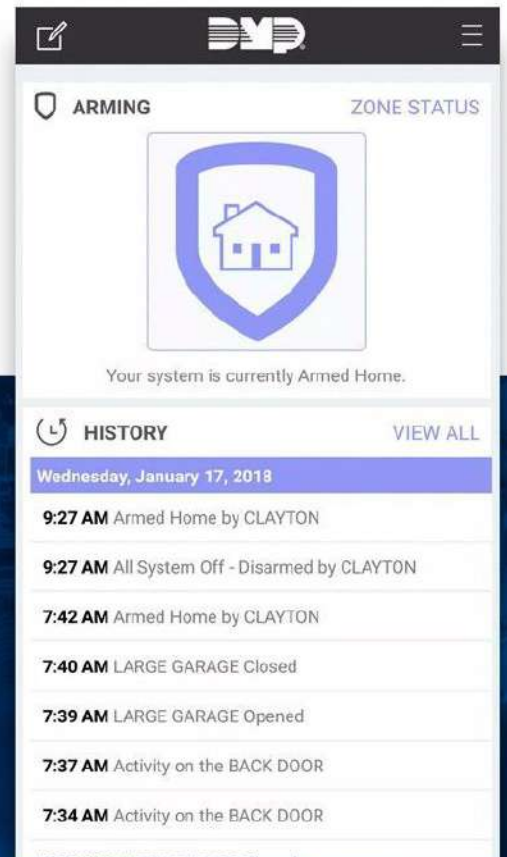 DMP
ARMING
ZONE STATUS
Your system is currently Armed Home.
HISTORY
VIEW ALL
Wednesday, January 17, 2018
9:27 AM Armed Home by CLAYTON
9:27 AM All System Off - Disarmed by CLAYTON
7:42 AM Armed Home by CLAYTON
7:40 AM LARGE GARAGE Closed
7:39 AM LARGE GARAGE Opened
7:37 AM Activity on the BACK DOOR
7:34 AM Activity on the BACK DOOR